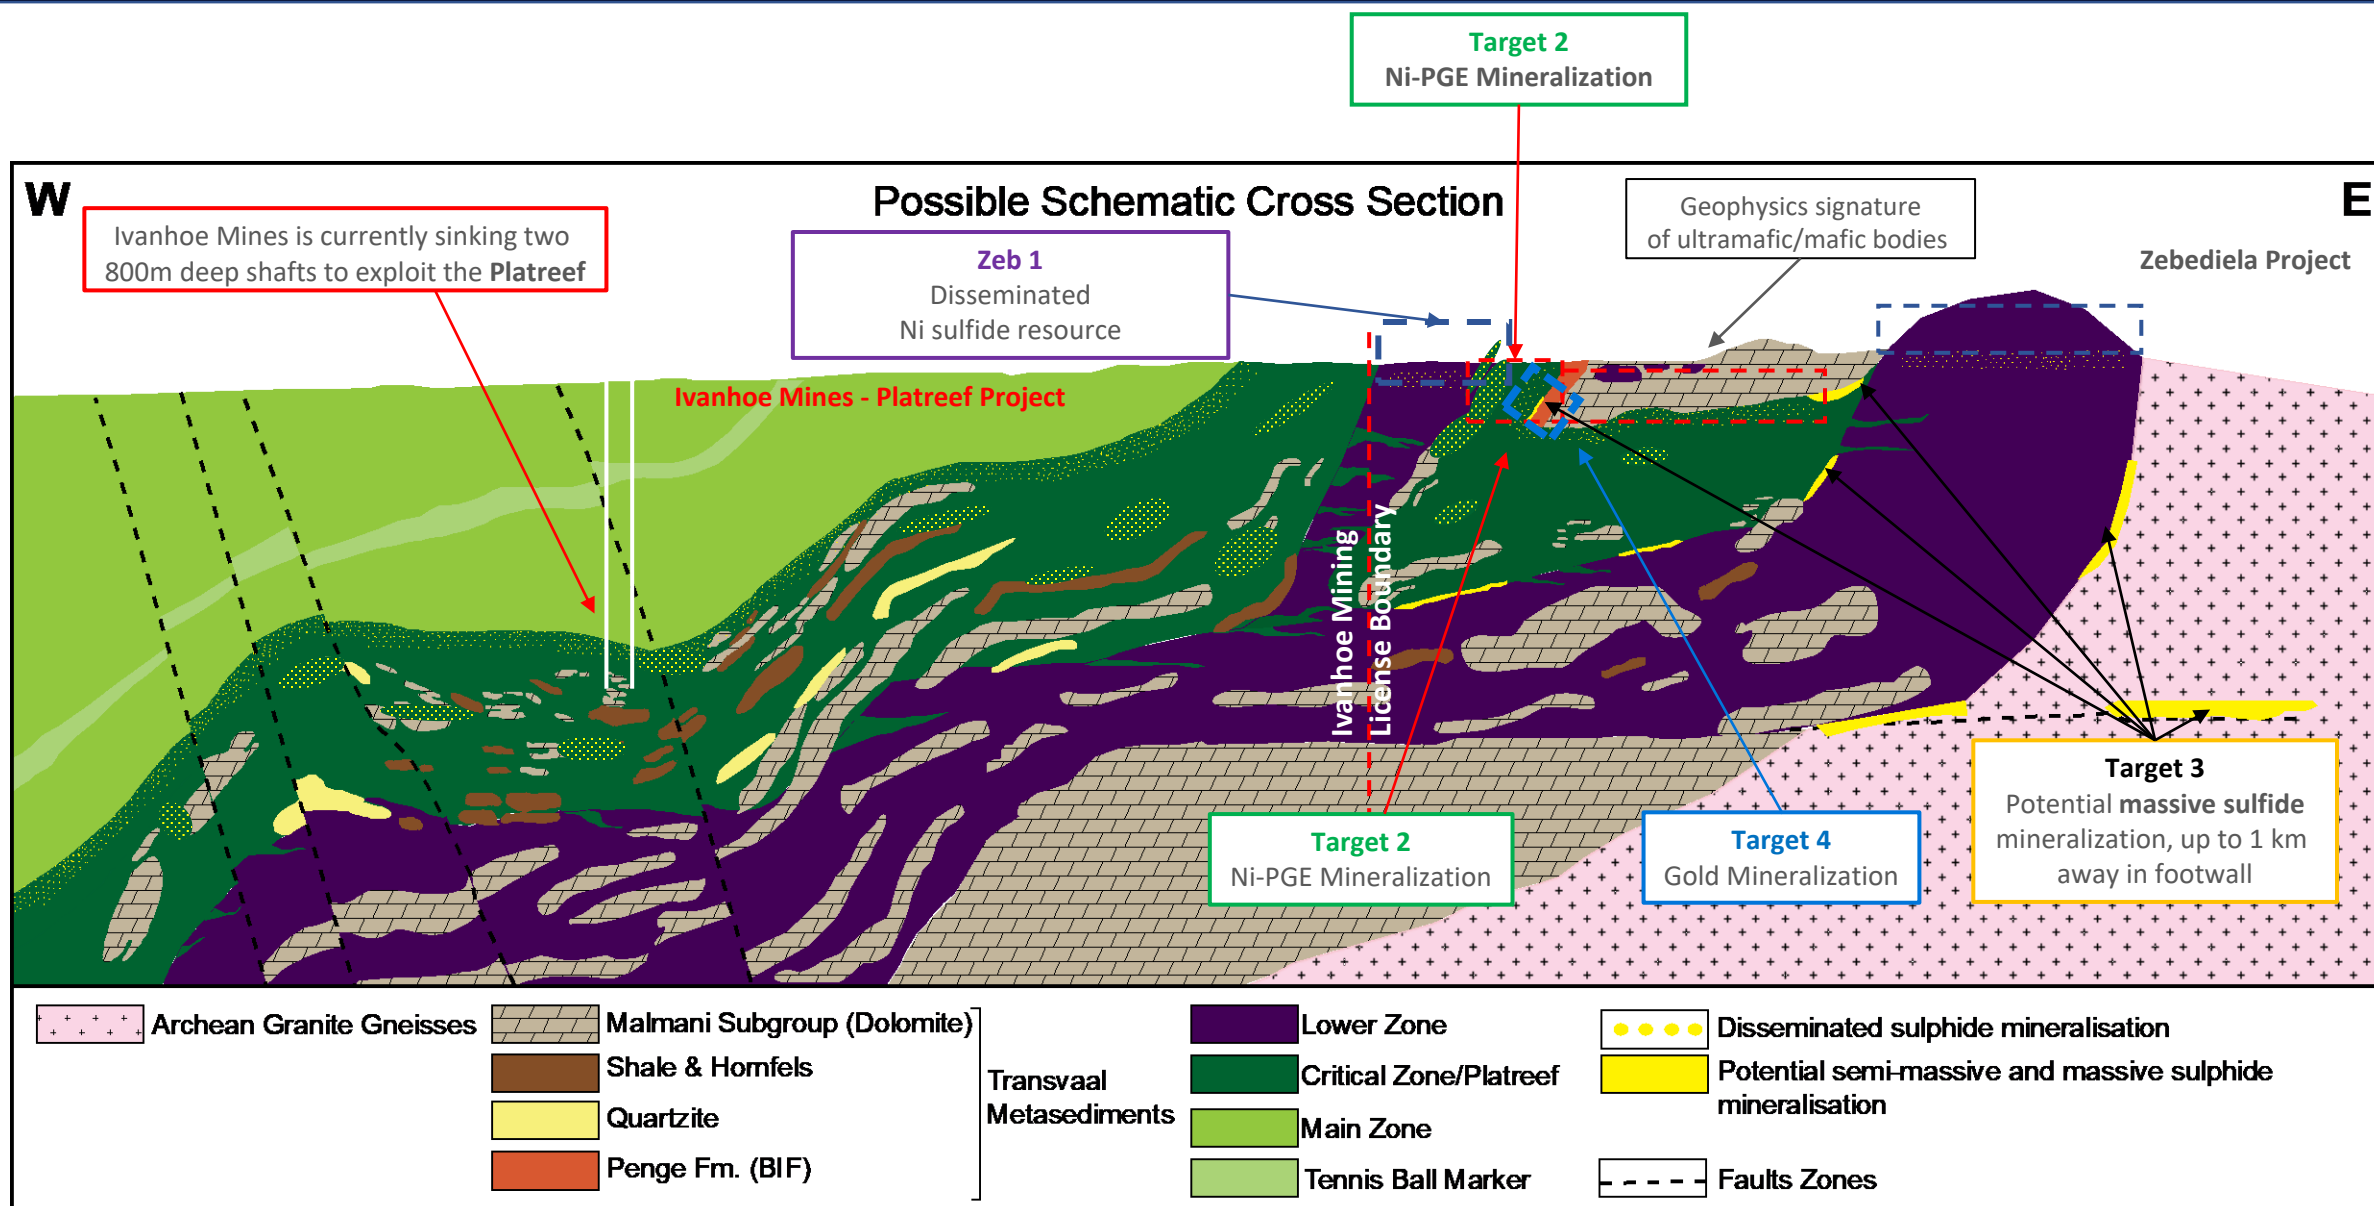 Target 2
Ni-PGE Mineralization
W
Possible Schematic Cross Section
E
Ivanhoe Mines is currently sinking two
800m deep shafts to exploit the Platreef
Zeb 1
Disseminated
Ni sulfide resource
Geophysics signature
of ultramafic/mafic bodies
Zebediela Project
Ivanhoe Mines - Platreef Project
Ivanhoe Mining
License Boundary
Target 2
Ni-PGE Mineralization
Target 4
Gold Mineralization
Target 3
Potential massive sulfide
mineralization, up to 1 km
away in footwall
Archean Granite Gneisses
Malmani Subgroup (Dolomite)
Shale & Hornfels
Quartzite
Penge Fm. (BIF)
Transvaal
Metasediments
Lower Zone
Critical Zone/Platreef
Main Zone
Tennis Ball Marker
Disseminated sulphide mineralisation
Potential semi-massive and massive sulphide
mineralisation
Faults Zones